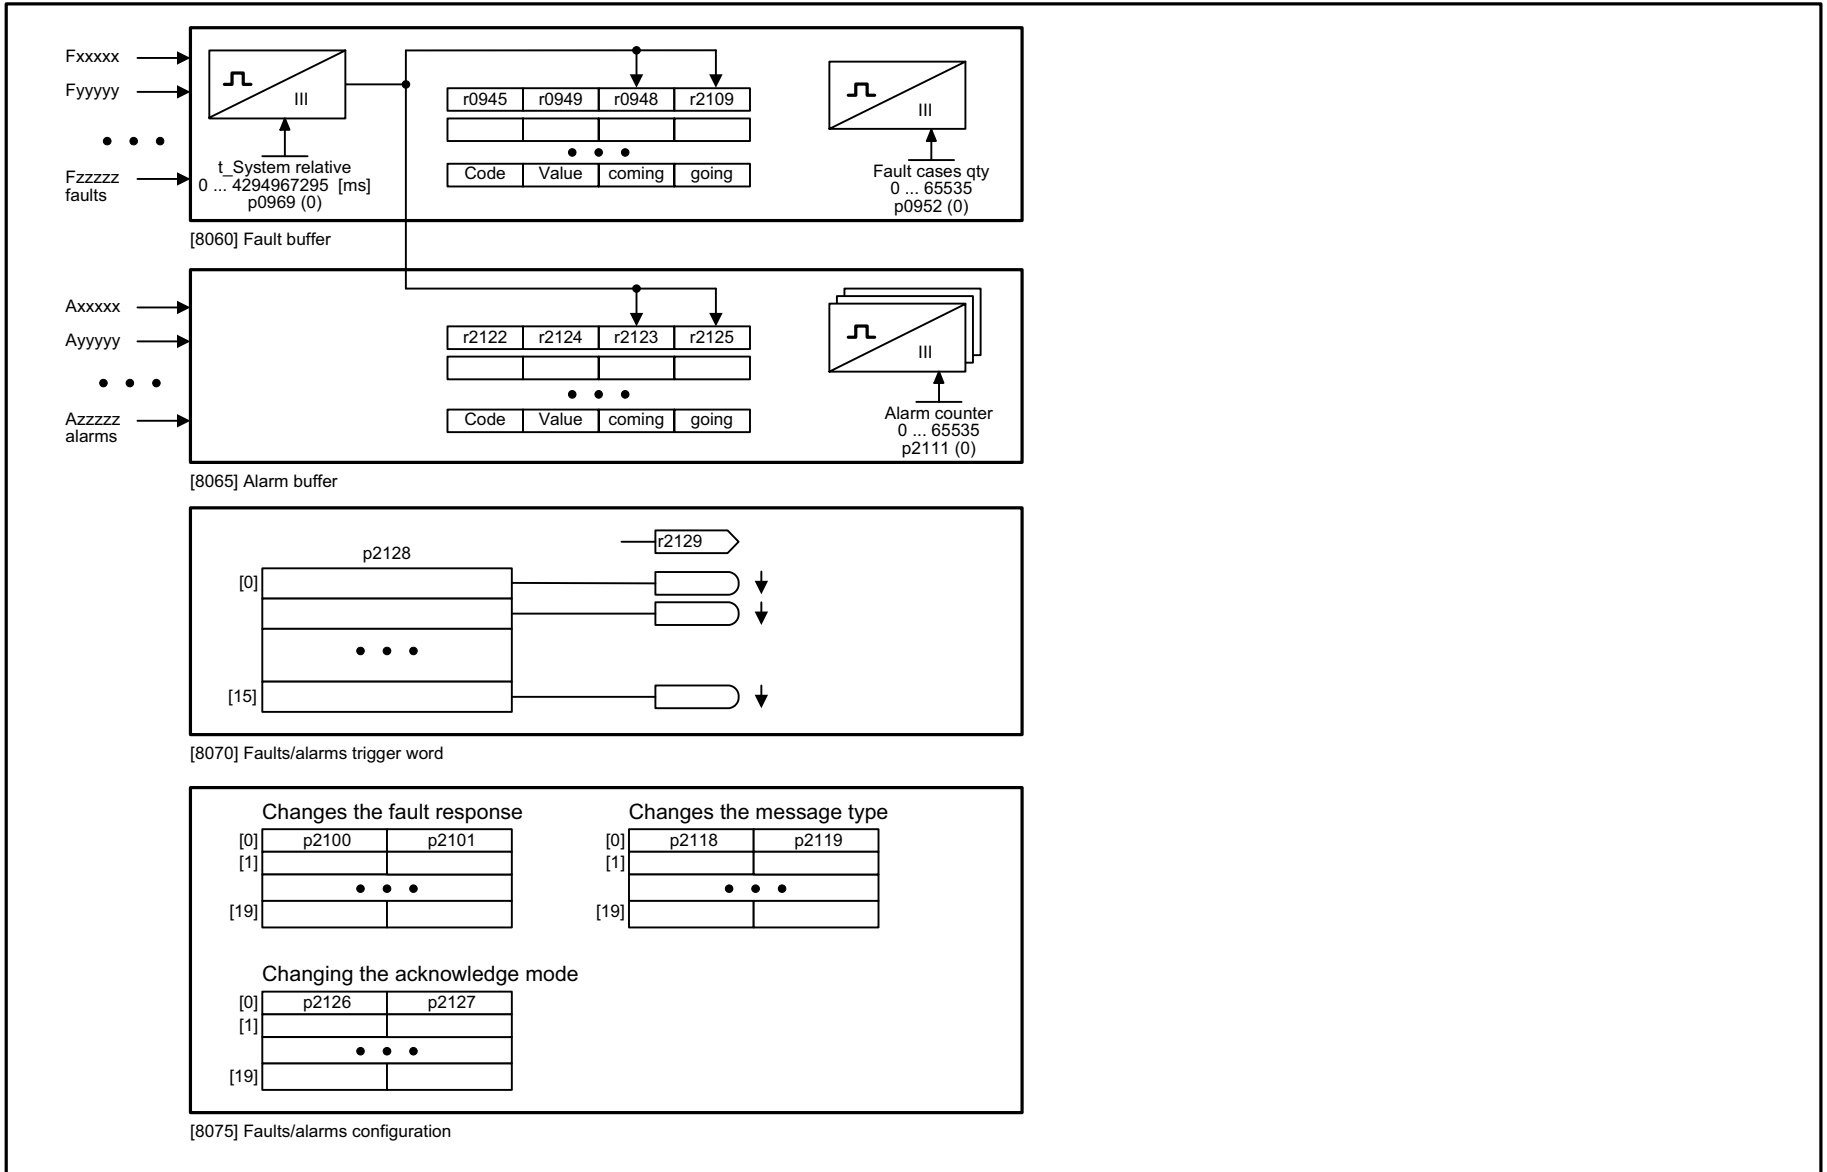 Fxxxxx
Fyyyyy
Fzzzzz
faults
III
t_System relative
0 ... 4294967295 [ms]
p0969 (0)
r0945 r0949 r0948 r2109
Code Value coming going
III
Fault cases qty
0 ... 65535
p0952 (0)
[8060] Fault buffer
Axxxxx
Ayyyyy
Azzzzz
alarms
r2122 r2124 r2123 r2125
Code Value coming going
III
Alarm counter
0 ... 65535
p2111 (0)
[8065] Alarm buffer
r2129
p2128
[0]
[15]
[8070] Faults/alarms trigger word
Changes the fault response
[0] p2100 p2101
[1]
[19]
Changes the message type
[0] p2118 p2119
[1]
[19]
Changing the acknowledge mode
[0] p2126 p2127
[1]
[19]
[8075] Faults/alarms configuration